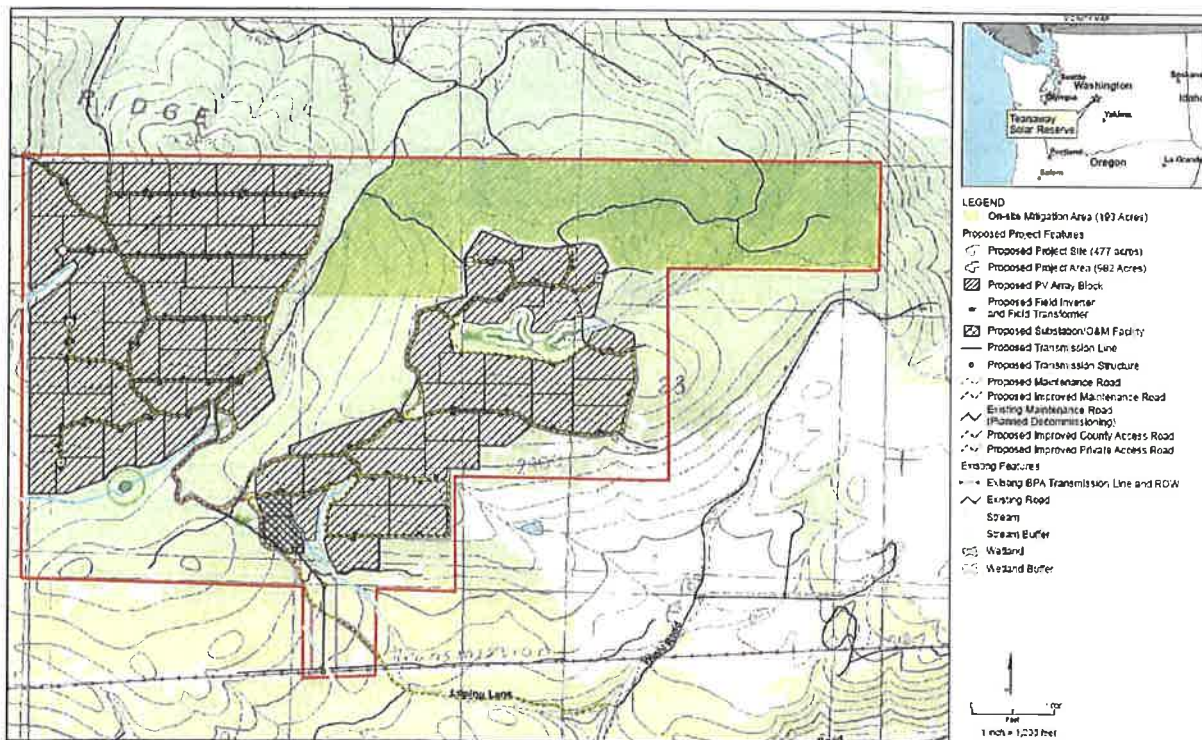 RIDGE
23
Loping Lane
Seattle
Olympia
Washington
Spokane
Idaho
Teanaway
Solar Reserve
Yakima
Portland
Oregon
La Grande
Salem
LEGEND
On-site Mitigation Area (193 Acres)
Proposed Project Features
Proposed Project Site (477 acres)
Proposed Project Area (982 Acres)
Proposed PV Array Block
Proposed Field Inverter
and Field Transformer
Proposed Substation/O&M Facility
Proposed Transmission Line
Proposed Transmission Structure
Proposed Maintenance Road
Proposed Improved Maintenance Road
Existing Maintenance Road
(Planned Decommissioning)
Proposed Improved County Access Road
Proposed Improved Private Access Road
Existing Features
Existing BPA Transmission Line and ROW
Existing Road
Stream
Stream Buffer
Wetland
Wetland Buffer
Feet
1 inch = 1,200 feet